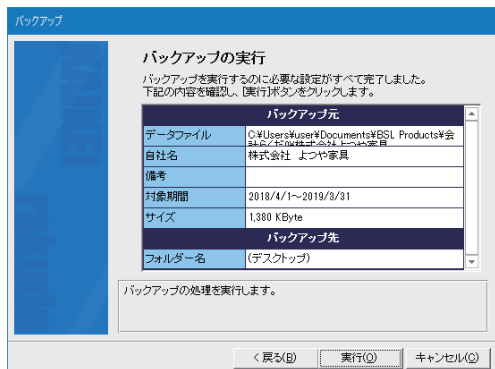 バックアップ
バックアップの実行
バックアップを実行するのに必要な設定がすべて完了しました。
下記の内容を確認し、[実行]ボタンをクリックします。
バックアップ元
データファイル C:¥Users¥user¥Documents¥BSL Products¥会
自社名 株式会社 よつや家具
備考
対象期間 2018/4/1～2019/3/31
サイズ 1,380 KByte
バックアップ先
フォルダー名 (デスクトップ)
バックアップの処理を実行します。
< 戻る(B) 実行(O) キャンセル(C)